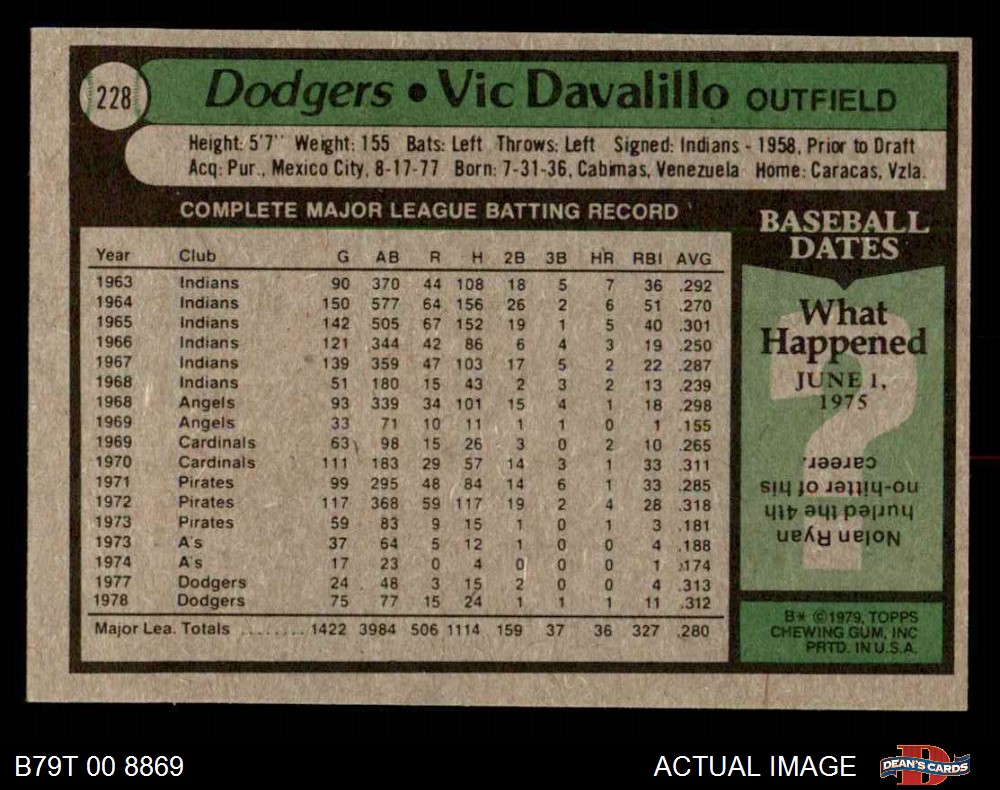 228
Dodgers • Vic Davalillo OUTFIELD
Height: 5'7" Weight: 155 Bats: Left Throws: Left Signed: Indians - 1958, Prior to Draft
Acq: Pur., Mexico City, 8-17-77 Born: 7-31-36, Cabimas, Venezuela Home: Caracas, Vzla.
COMPLETE MAJOR LEAGUE BATTING RECORD
Year Club G AB R H 2B 3B HR RBI AVG
1963 Indians 90 370 44 108 18 5 7 36 .292
1964 Indians 150 577 64 156 26 2 6 51 .270
1965 Indians 142 505 67 152 19 1 5 40 .301
1966 Indians 121 344 42 86 6 4 3 19 .250
1967 Indians 139 359 47 103 17 5 2 22 .287
1968 Indians 51 180 15 43 2 3 2 13 .239
1968 Angels 93 339 34 101 15 4 1 18 .298
1969 Angels 33 71 10 11 1 1 0 1 .155
1969 Cardinals 63 98 15 26 3 0 2 10 .265
1970 Cardinals 111 183 29 57 14 3 1 33 .311
1971 Pirates 99 295 48 84 14 6 1 33 .285
1972 Pirates 117 368 59 117 19 2 4 28 .318
1973 Pirates 59 83 9 15 1 0 1 3 .181
1973 A's 37 64 5 12 1 0 0 4 .188
1974 A's 17 23 0 4 0 0 0 1 .174
1977 Dodgers 24 48 3 15 2 0 0 4 .313
1978 Dodgers 75 77 15 24 1 1 1 11 .312
Major Lea. Totals ........ 1422 3984 506 1114 159 37 36 327 .280
BASEBALL
DATES
What
Happened
JUNE 1,
1975
?
Nolan Ryan
hurled the 4th
no-hitter of his
career.
B* ©1979, TOPPS
CHEWING GUM, INC
PRTD. IN U.S.A.
B79T 00 8869
ACTUAL IMAGE
D
DEAN'S CARDS